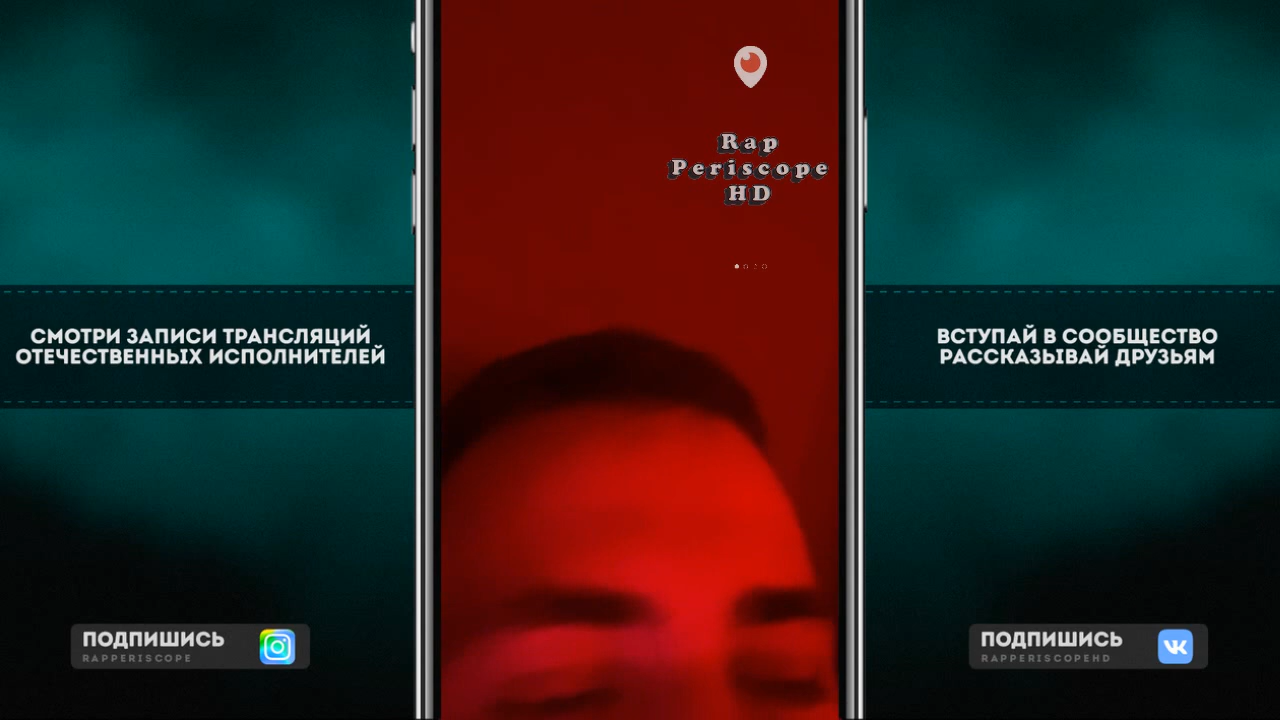 Rap
Periscope
HD
СМОТРИ ЗАПИСИ ТРАНСЛЯЦИЙ
ОТЕЧЕСТВЕННЫХ ИСПОЛНИТЕЛЕЙ
ВСТУПАЙ В СООБЩЕСТВО
РАССКАЗЫВАЙ ДРУЗЬЯМ
ПОДПИШИСЬ
RAPPERISCOPE
ПОДПИШИСЬ
RAPPERISCOPEHD